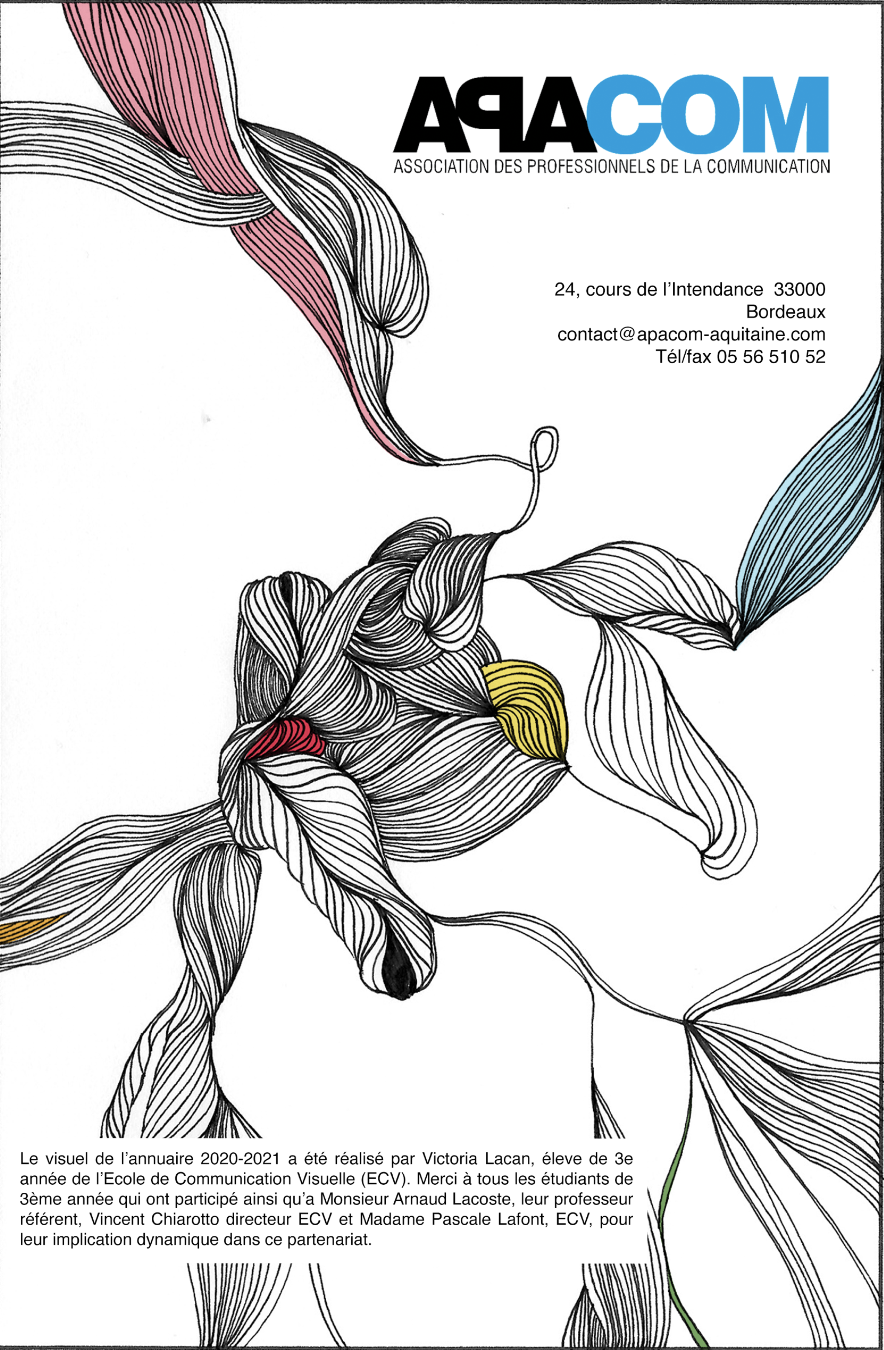 APACOM
ASSOCIATION DES PROFESSIONNELS DE LA COMMUNICATION
24, cours de l'Intendance  33000
Bordeaux
contact@apacom-aquitaine.com
Tél/fax 05 56 510 52
Le visuel de l'annuaire 2020-2021 a été réalisé par Victoria Lacan, éleve de 3e
année de l'Ecole de Communication Visuelle (ECV). Merci à tous les étudiants de
3ème année qui ont participé ainsi qu'a Monsieur Arnaud Lacoste, leur professeur
référent, Vincent Chiarotto directeur ECV et Madame Pascale Lafont, ECV, pour
leur implication dynamique dans ce partenariat.